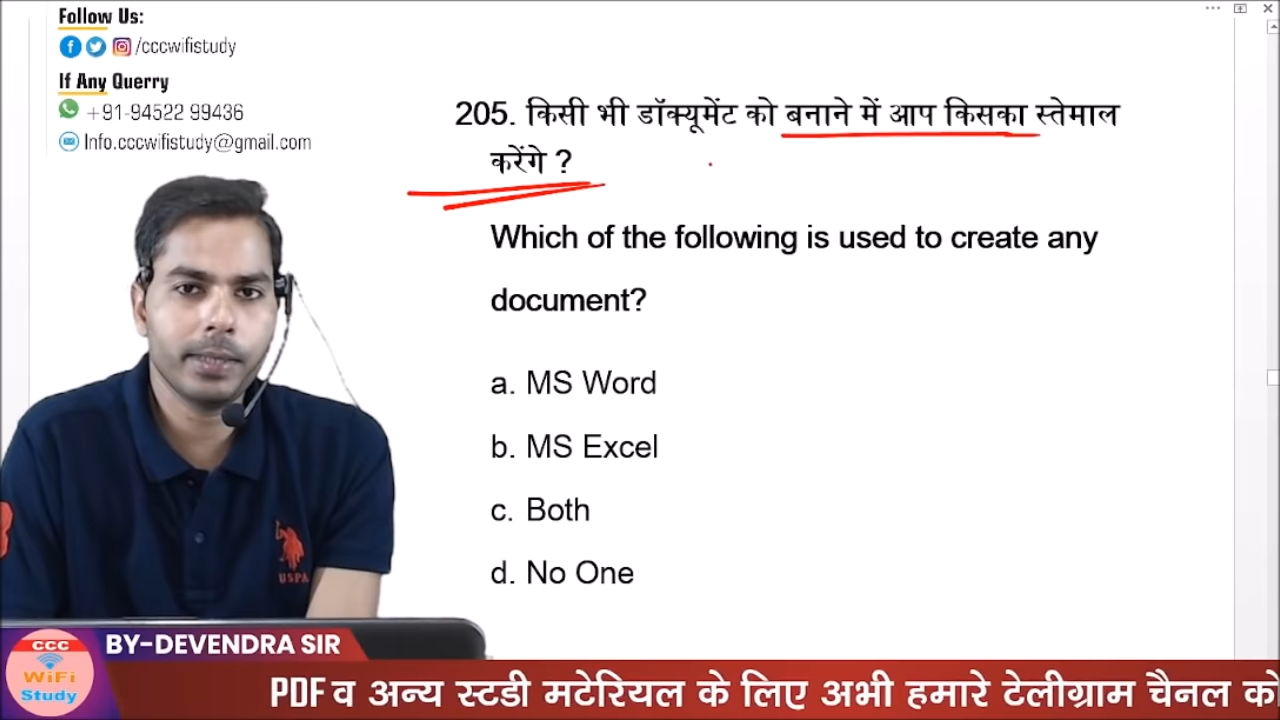 Follow Us:
/cccwifistudy
If Any Querry
+91-94522 99436
Info.cccwifistudy@gmail.com
205. किसी भी डॉक्यूमेंट को बनाने में आप किसका स्तेमाल
करेंगे ?
Which of the following is used to create any
document?
a. MS Word
b. MS Excel
c. Both
d. No One
USPA
CCC
WiFi
Study
BY-DEVENDRA SIR
PDF व अन्य स्टडी मटेरियल के लिए अभी हमारे टेलीग्राम चैनल को